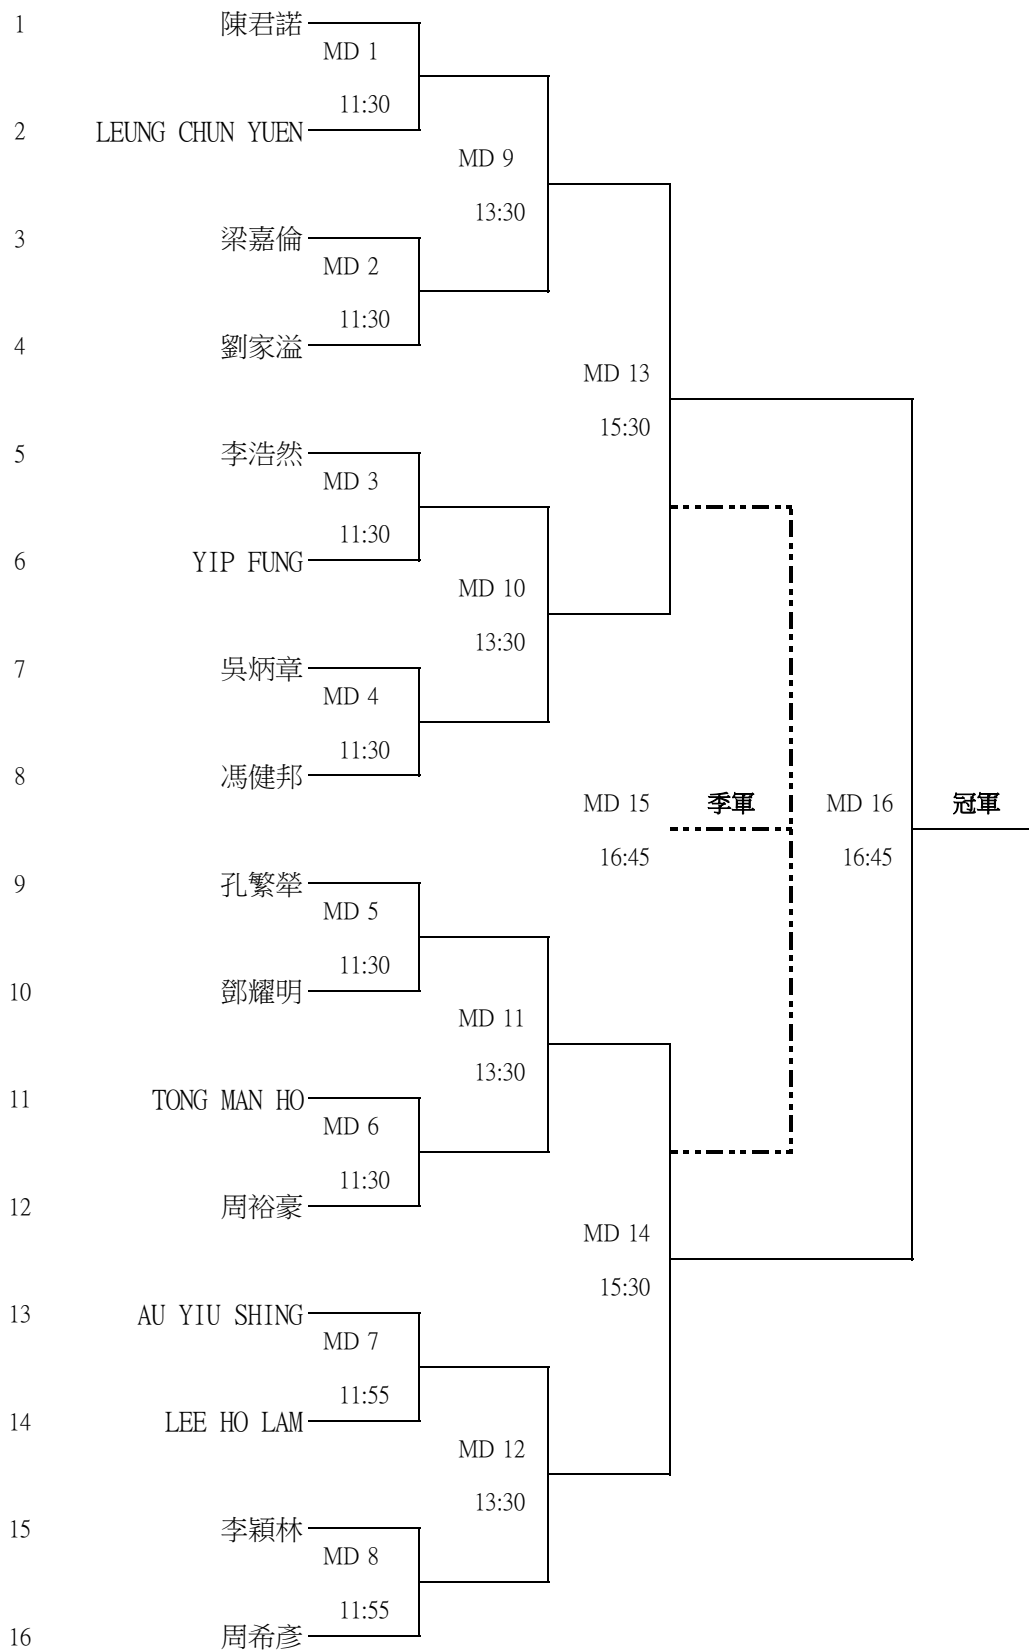 1 陳君諾
MD 1
11:30
2 LEUNG CHUN YUEN
MD 9
13:30
3 梁嘉倫
MD 2
11:30
4 劉家溢
MD 13
15:30
5 李浩然
MD 3
11:30
6 YIP FUNG
MD 10
13:30
7 吳炳章
MD 4
11:30
8 馮健邦
MD 15 季軍 MD 16 冠軍
16:45 16:45
9 孔繁犖
MD 5
11:30
10 鄧耀明
MD 11
13:30
11 TONG MAN HO
MD 6
11:30
12 周裕豪
MD 14
15:30
13 AU YIU SHING
MD 7
11:55
14 LEE HO LAM
MD 12
13:30
15 李穎林
MD 8
11:55
16 周希彥